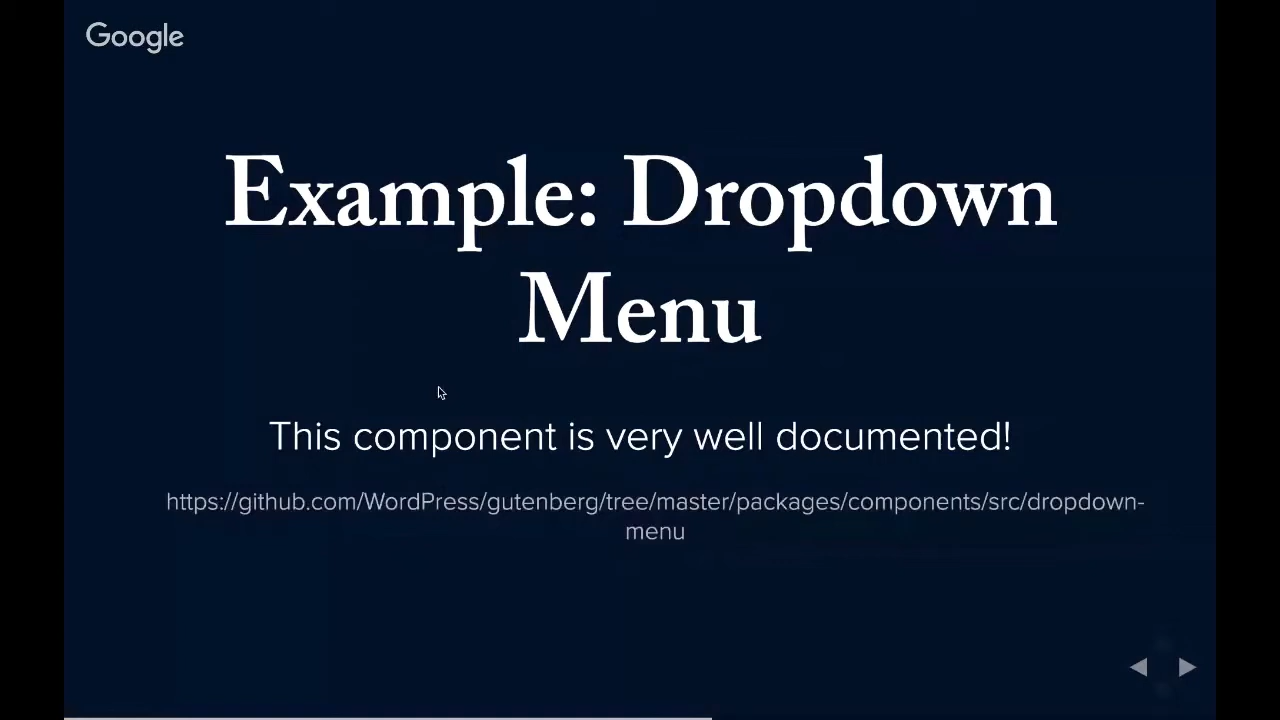 Google
Example: Dropdown
Menu
This component is very well documented!
https://github.com/WordPress/gutenberg/tree/master/packages/components/src/dropdown-
menu